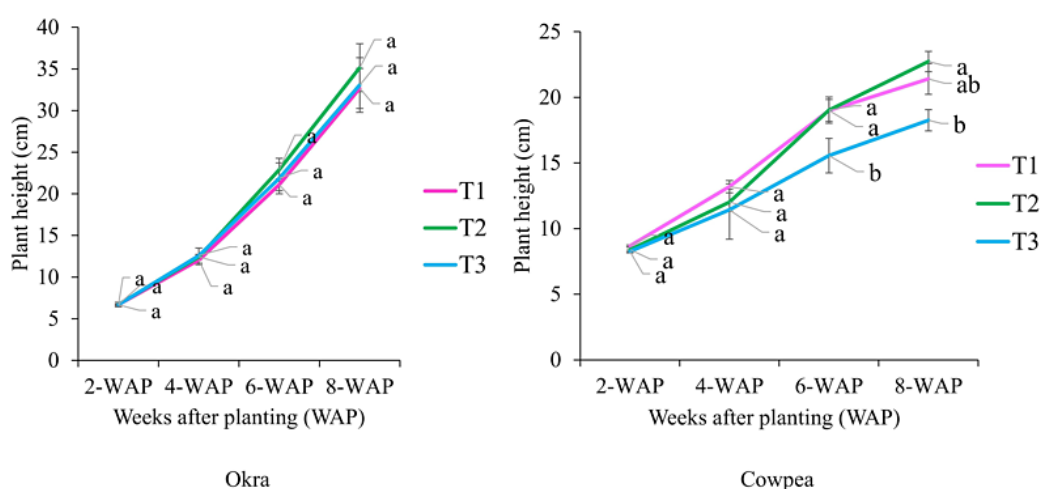 40
35
30
25
20
15
10
5
0
Plant height (cm)
a
a
a
a
a
a
a
a
a
a
a
a
2-WAP 4-WAP 6-WAP 8-WAP
Weeks after planting (WAP)
T1
T2
T3
Okra
25
20
15
10
5
0
Plant height (cm)
a
a
a
a
a
a
a
a
b
a
ab
b
2-WAP 4-WAP 6-WAP 8-WAP
Weeks after planting (WAP)
T1
T2
T3
Cowpea